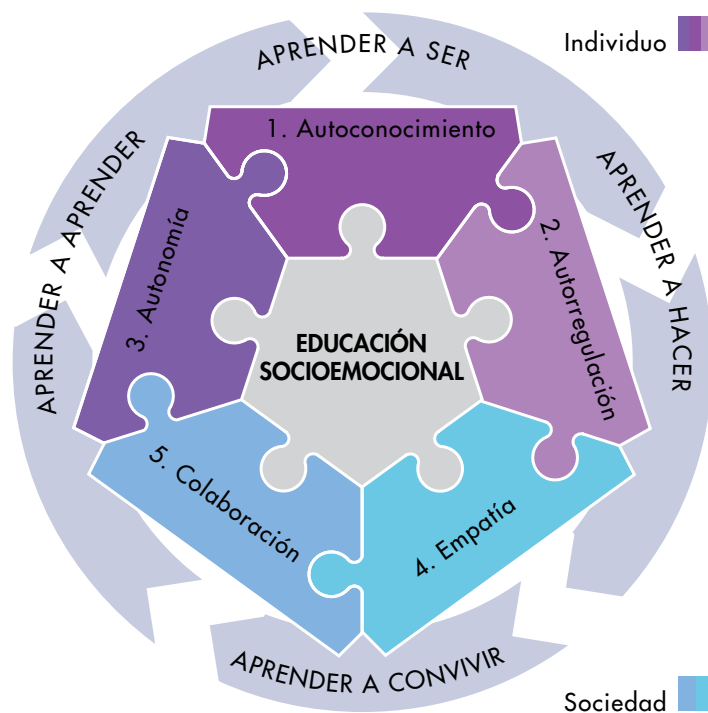 Individuo
APRENDER A SER
APRENDER A HACER
APRENDER A CONVIVIR
APRENDER A APRENDER
1. Autoconocimiento
2. Autorregulación
3. Autonomía
4. Empatía
5. Colaboración
EDUCACIÓN
SOCIOEMOCIONAL
Sociedad